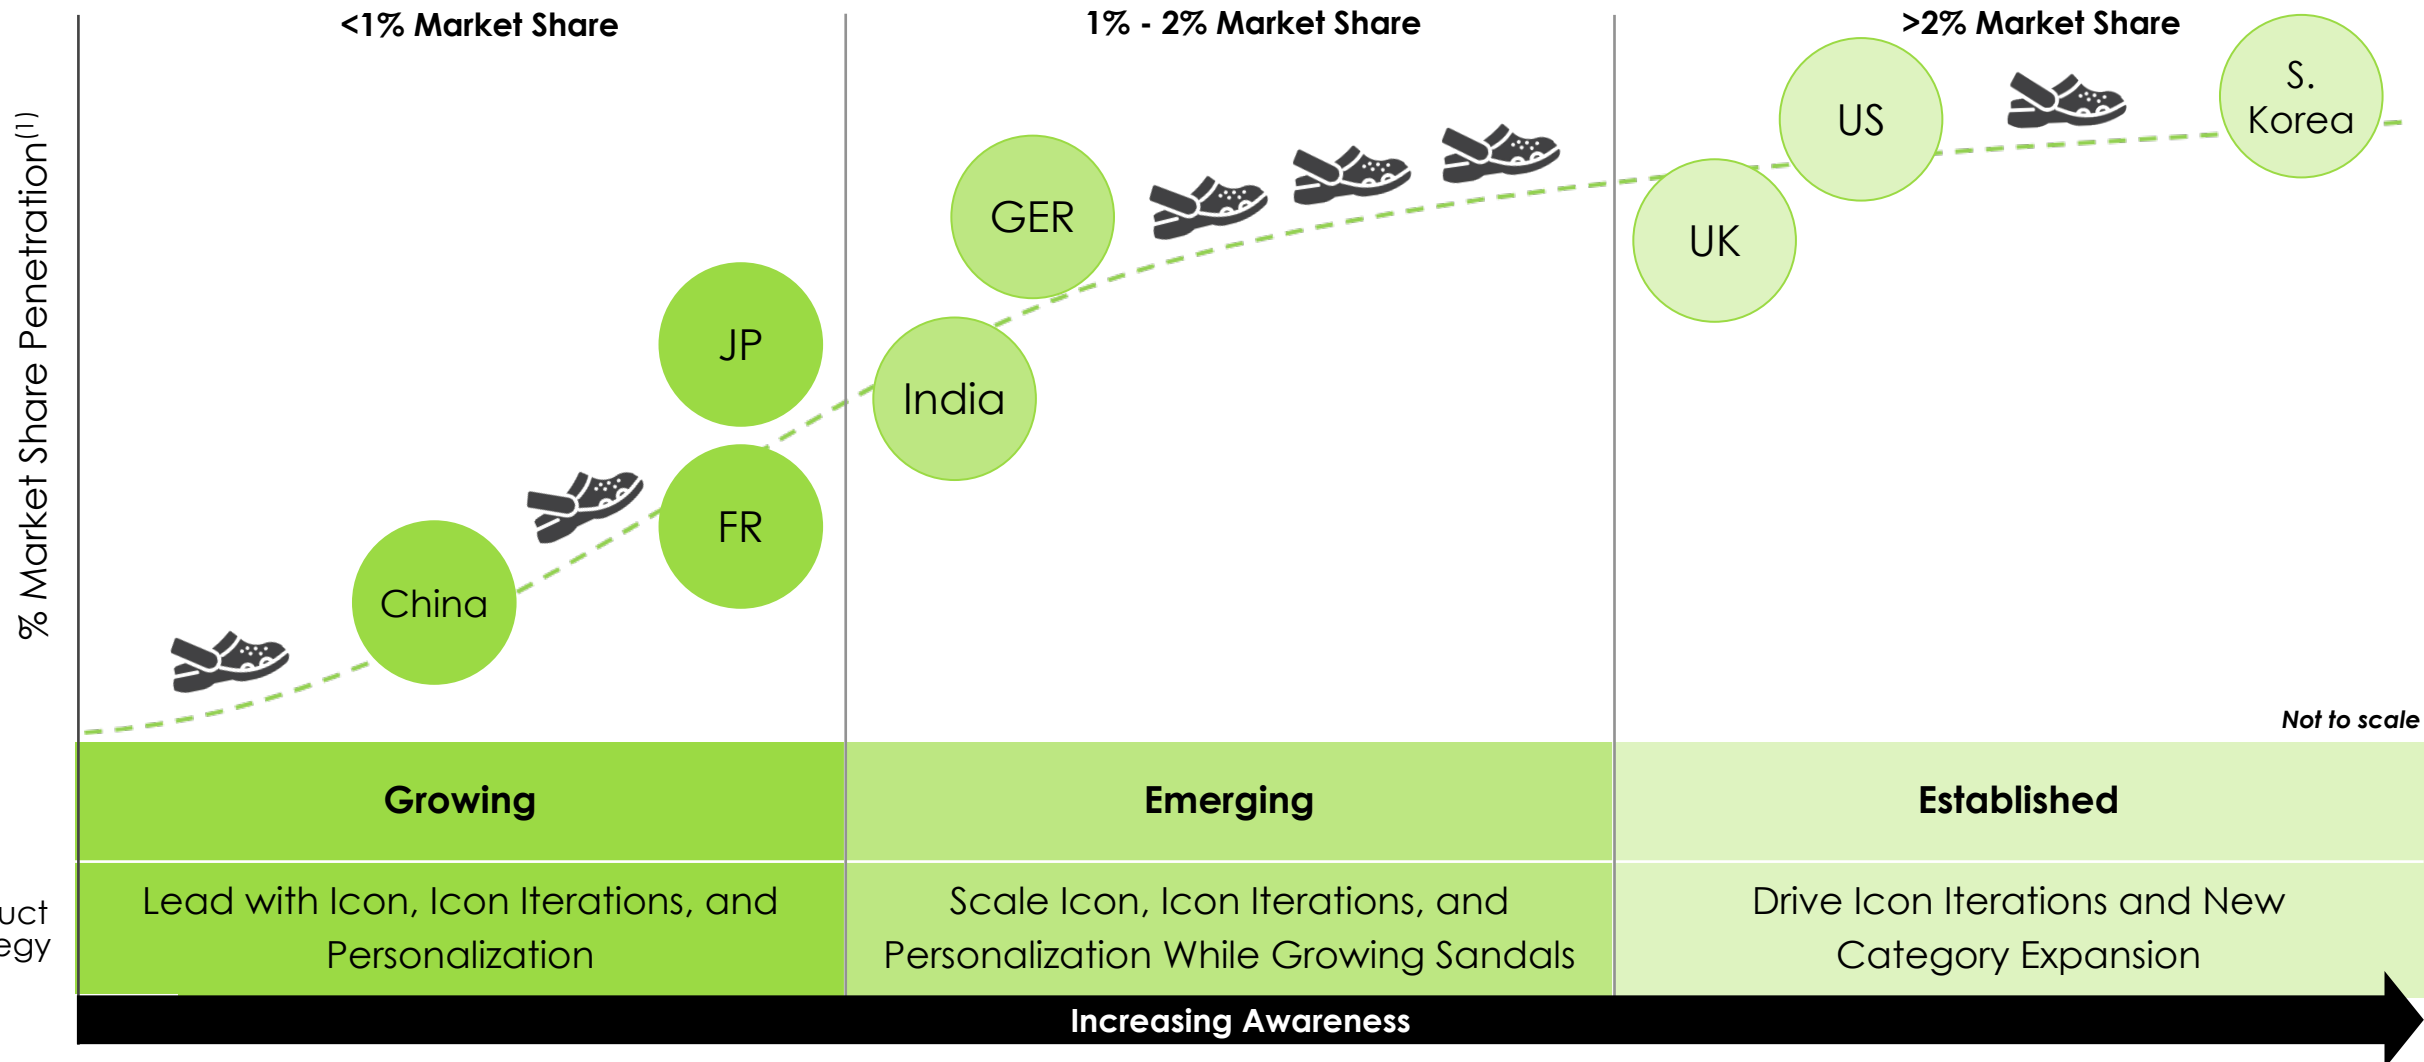 <1% Market Share
1% - 2% Market Share
>2% Market Share
% Market Share Penetration(1)
S.
Korea
US
GER
UK
JP
India
FR
China
Not to scale
Growing
Emerging
Established
Lead with Icon, Icon Iterations, and
Personalization
Scale Icon, Icon Iterations, and
Personalization While Growing Sandals
Drive Icon Iterations and New
Category Expansion
Increasing Awareness